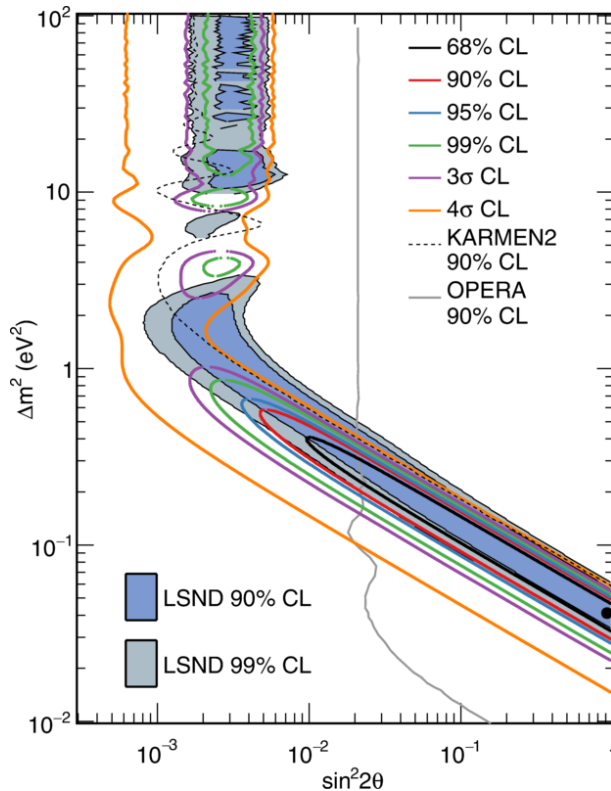 10²
10
1
10⁻¹
10⁻²
Δm² (eV²)
68% CL
90% CL
95% CL
99% CL
3σ CL
4σ CL
KARMEN2
90% CL
OPERA
90% CL
LSND 90% CL
LSND 99% CL
10⁻³
10⁻²
10⁻¹
1
sin²2θ